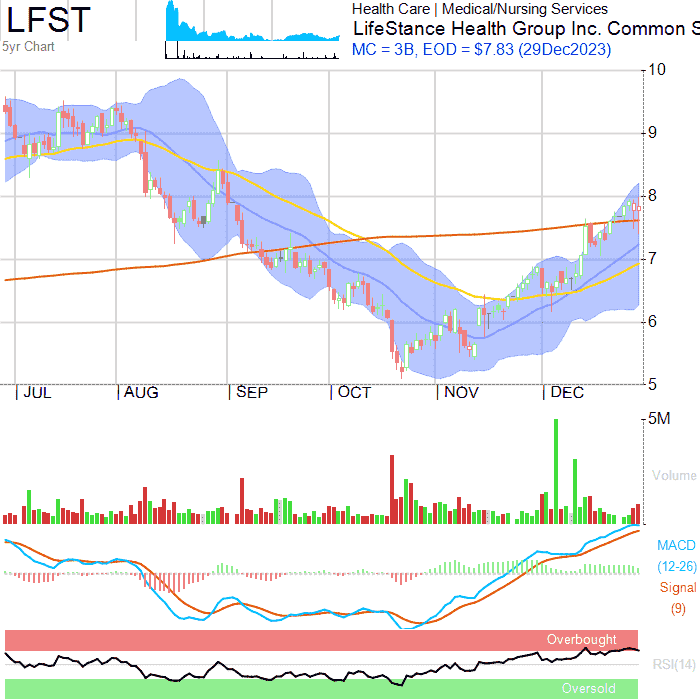 LFST
5yr Chart
Health Care | Medical/Nursing Services
LifeStance Health Group Inc. Common S
MC = 3B, EOD = $7.83 (29Dec2023)
10
9
8
7
6
5
JUL AUG SEP OCT NOV DEC
5M
Volume
MACD
(12-26)
Signal
(9)
Overbought
RSI(14)
Oversold